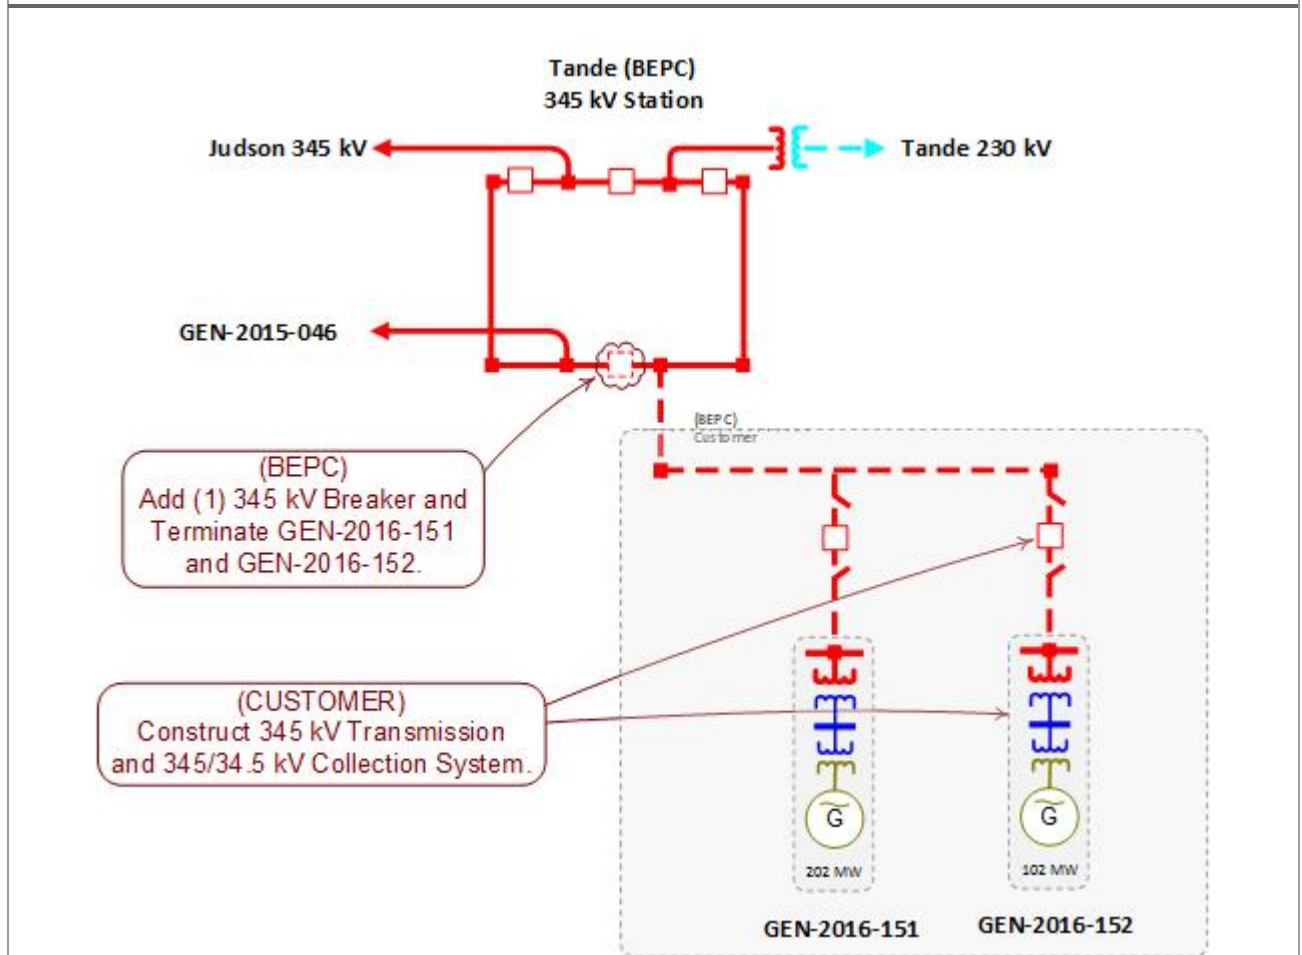 Tande (BEPC)
345 kV Station
Judson 345 kV
Tande 230 kV
GEN-2015-046
(BEPC)
Customer
(BEPC)
Add (1) 345 kV Breaker and
Terminate GEN-2016-151
and GEN-2016-152.
(CUSTOMER)
Construct 345 kV Transmission
and 345/34.5 kV Collection System.
G
G
202 MW
102 MW
GEN-2016-151
GEN-2016-152